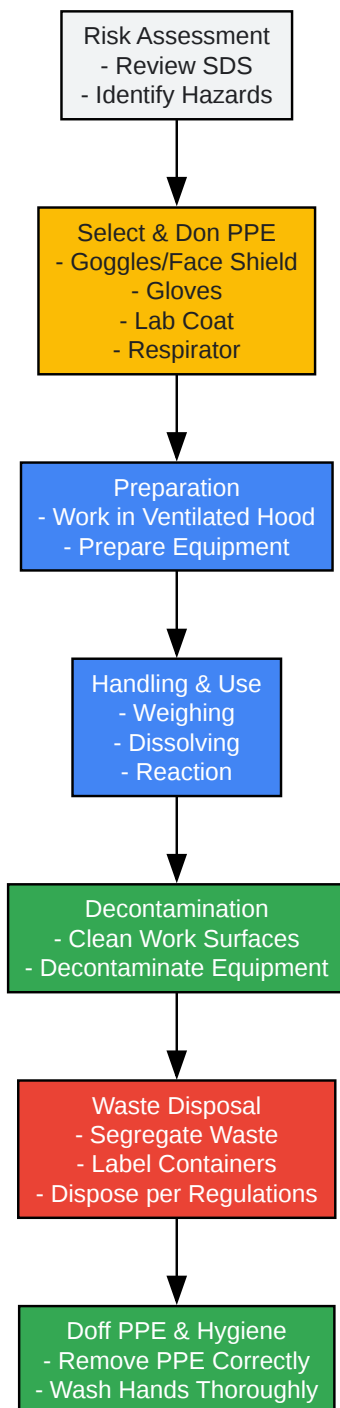 Risk Assessment
- Review SDS
- Identify Hazards
Select & Don PPE
- Goggles/Face Shield
- Gloves
- Lab Coat
- Respirator
Preparation
- Work in Ventilated Hood
- Prepare Equipment
Handling & Use
- Weighing
- Dissolving
- Reaction
Decontamination
- Clean Work Surfaces
- Decontaminate Equipment
Waste Disposal
- Segregate Waste
- Label Containers
- Dispose per Regulations
Doff PPE & Hygiene
- Remove PPE Correctly
- Wash Hands Thoroughly